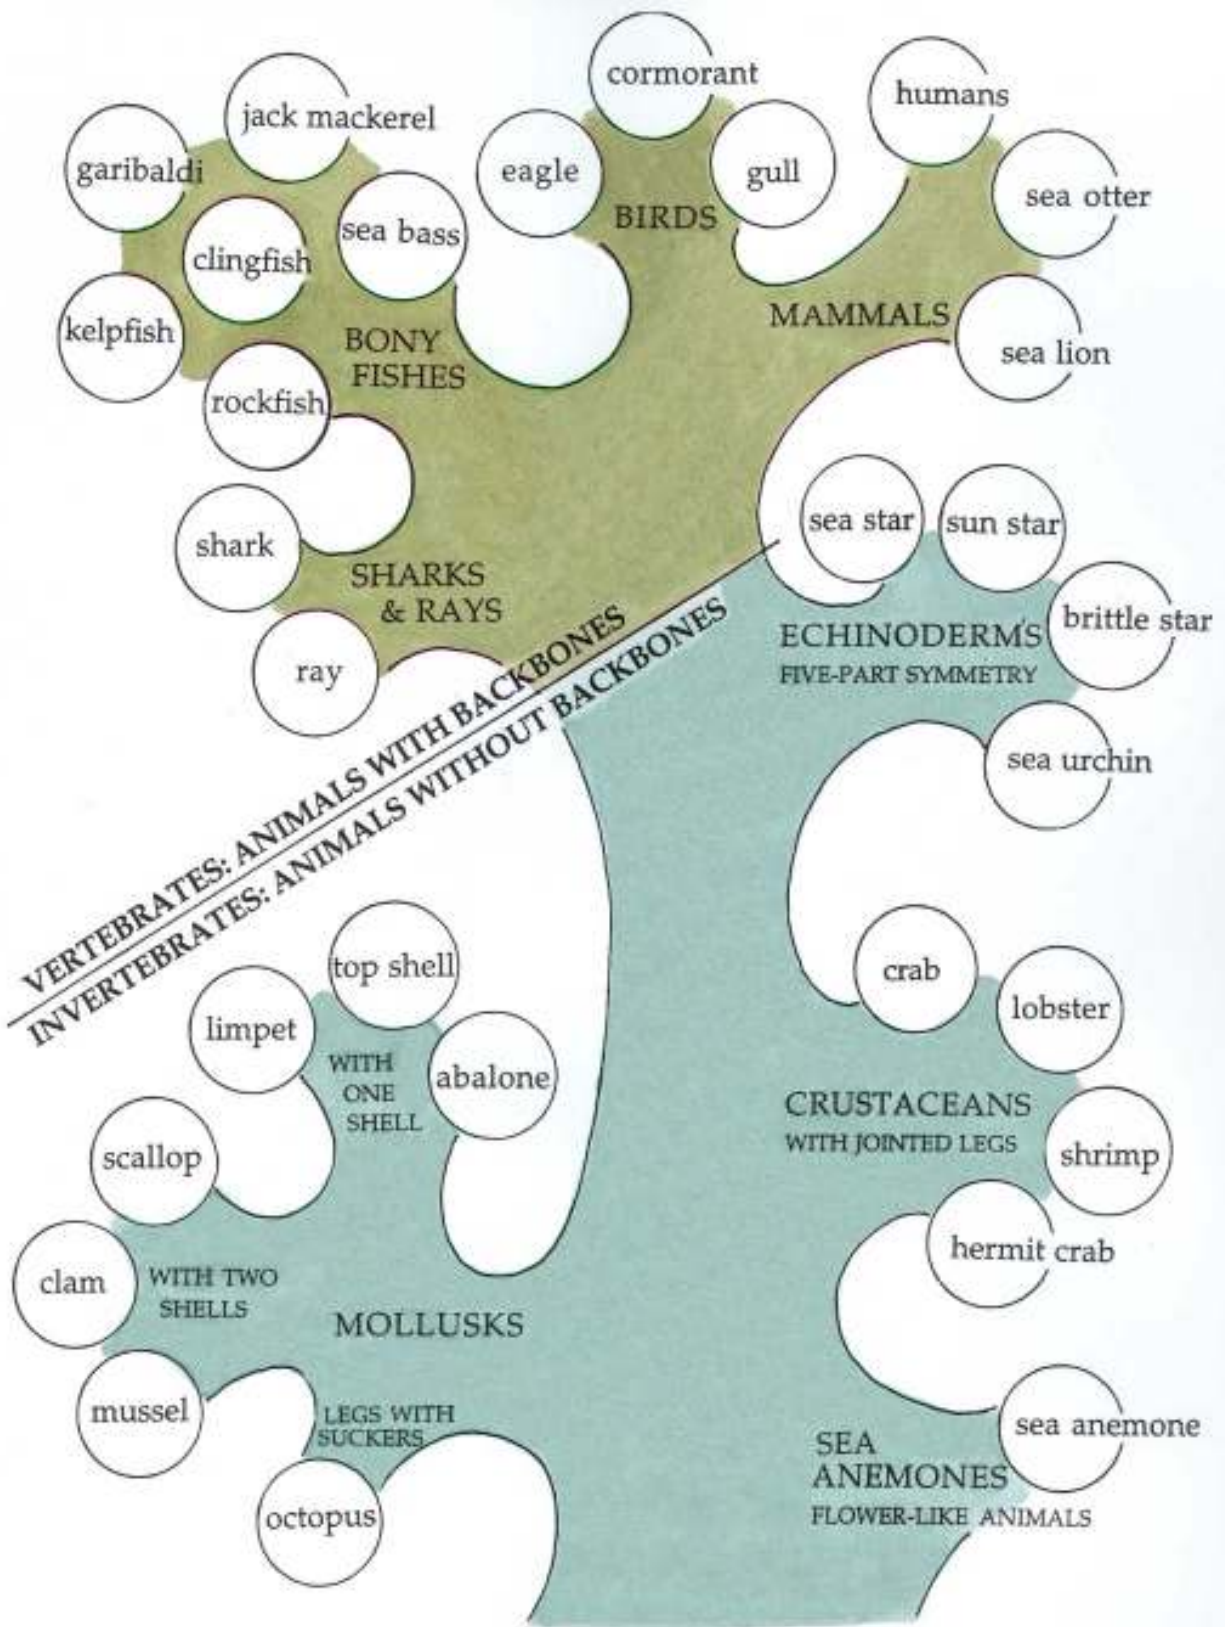 cormorant
humans
jack mackerel
garibaldi
eagle
gull
sea otter
BIRDS
sea bass
clingfish
kelpfish
MAMMALS
BONY
FISHES
sea lion
rockfish
shark
sea star
sun star
SHARKS
& RAYS
ray
ECHINODERMS
FIVE-PART SYMMETRY
brittle star
sea urchin
VERTEBRATES: ANIMALS WITH BACKBONES
INVERTEBRATES: ANIMALS WITHOUT BACKBONES
top shell
limpet
WITH
ONE
SHELL
abalone
crab
lobster
CRUSTACEANS
WITH JOINTED LEGS
shrimp
hermit crab
scallop
clam
WITH TWO
SHELLS
MOLLUSKS
mussel
LEGS WITH
SUCKERS
octopus
sea anemone
SEA
ANEMONES
FLOWER-LIKE ANIMALS